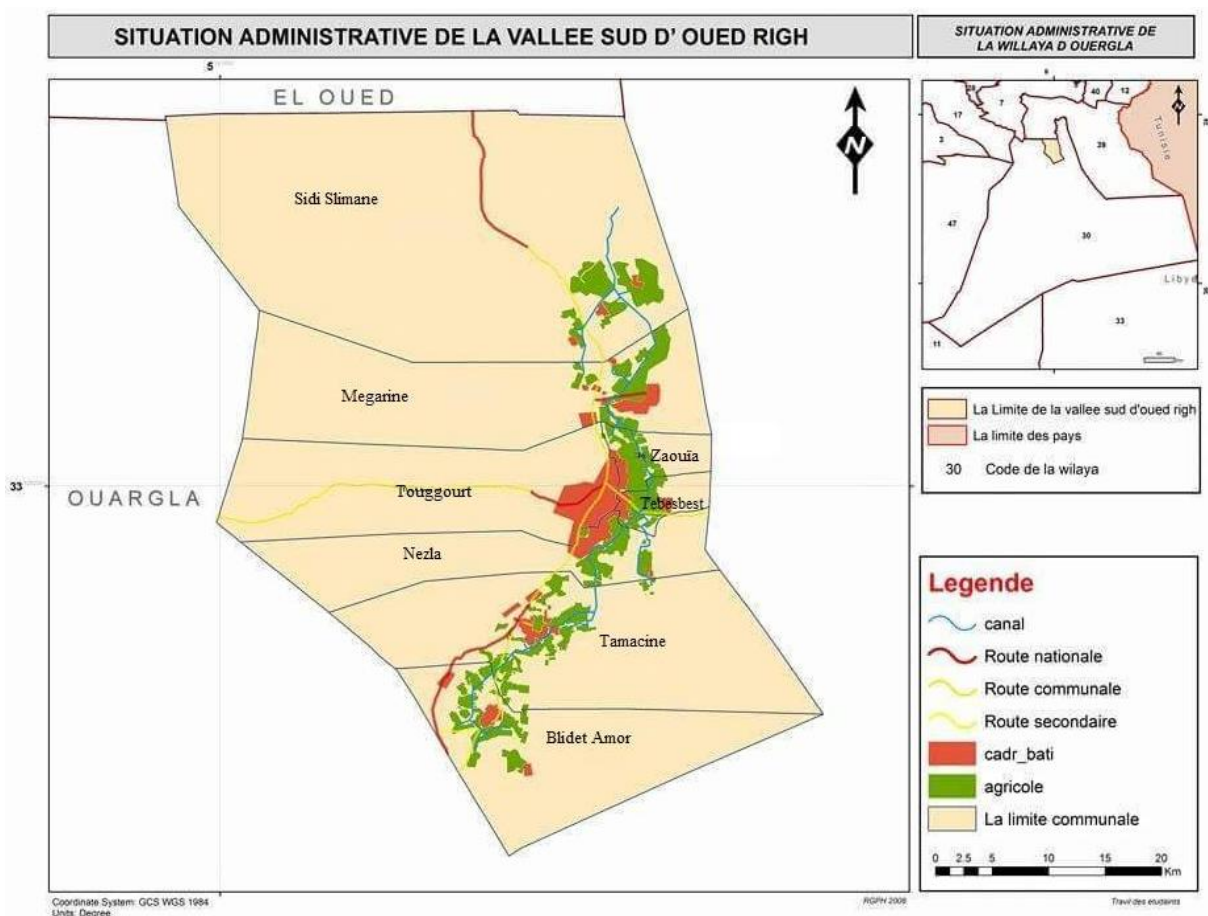 SITUATION ADMINISTRATIVE DE LA VALLEE SUD D' OUED RIGH
5
EL OUED
N
Sidi Slimane
Megarine
Zaouïa
33
OUARGLA
Touggourt
Tebesbest
Nezla
Tamacine
Blidet Amor
Coordinate System: GCS WGS 1984
Units: Degree
RGPH 2008
SITUATION ADMINISTRATIVE DE
LA WILLAYA D OUERGLA
7
40
12
17
3
39
Tunisie
N
47
30
Libye
33
11
La Limite de la vallee sud d'oued righ
La limite des pays
30 Code de la wilaya
Legende
canal
Route nationale
Route communale
Route secondaire
cadr_bati
agricole
La limite communale
0 2.5 5 10 15 20
Km
Travil des etudaints